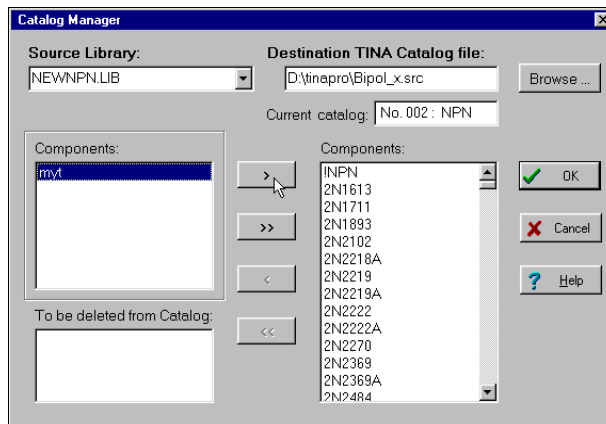 Catalog Manager
Source Library:
NEWNPN.LIB
Destination TINA Catalog file:
D:\tinapro\Bipol_x.src
Browse ...
Current catalog:
No. 002 : NPN
Components:
myt
>
>>
<
<<
To be deleted from Catalog:
Components:
!NPN
2N1613
2N1711
2N1893
2N2102
2N2218A
2N2219
2N2219A
2N2222
2N2222A
2N2270
2N2369
2N2369A
2N2484
OK
Cancel
Help